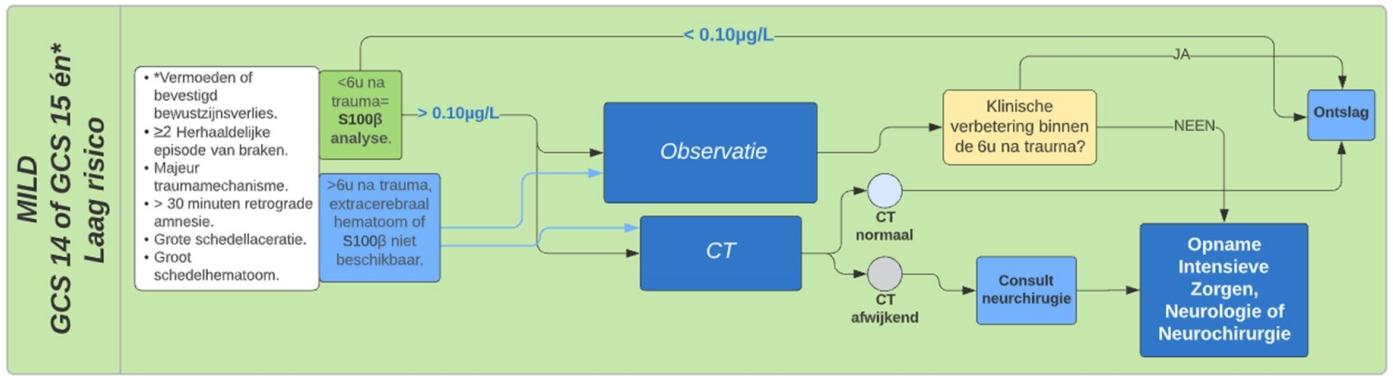 MILD
GCS 14 of GCS 15 én*
Laag risico
• *Vermoeden of
bevestigd
bewustzijnsverlies.
• ≥2 Herhaaldelijke
episode van braken.
• Majeur
traumamechanisme.
• > 30 minuten retrograde
amnesie.
• Grote schedellaceratie.
• Groot
schedelhematoom.
<6u na
trauma=
S100β
analyse.
>6u na trauma,
extracerebraal
hematoom of
S100β niet
beschikbaar.
< 0.10µg/L
> 0.10µg/L
Observatie
CT
Klinische
verbetering binnen
de 6u na trauma?
JA
NEEN
Ontslag
CT
normaal
CT
afwijkend
Consult
neurchirugie
Opname
Intensieve
Zorgen,
Neurologie of
Neurochirurgie